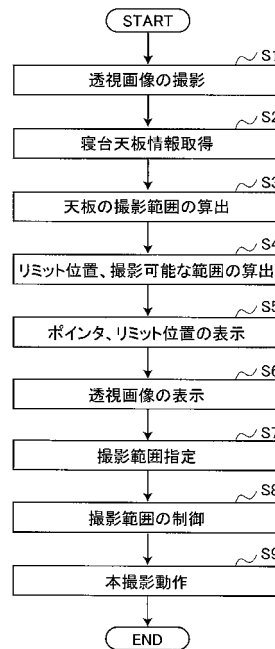 START
S1
透視画像の撮影
S2
寝台天板情報取得
S3
天板の撮影範囲の算出
S4
リミット位置、撮影可能な範囲の算出
S5
ポインタ、リミット位置の表示
S6
透視画像の表示
S7
撮影範囲指定
S8
撮影範囲の制御
S9
本撮影動作
END